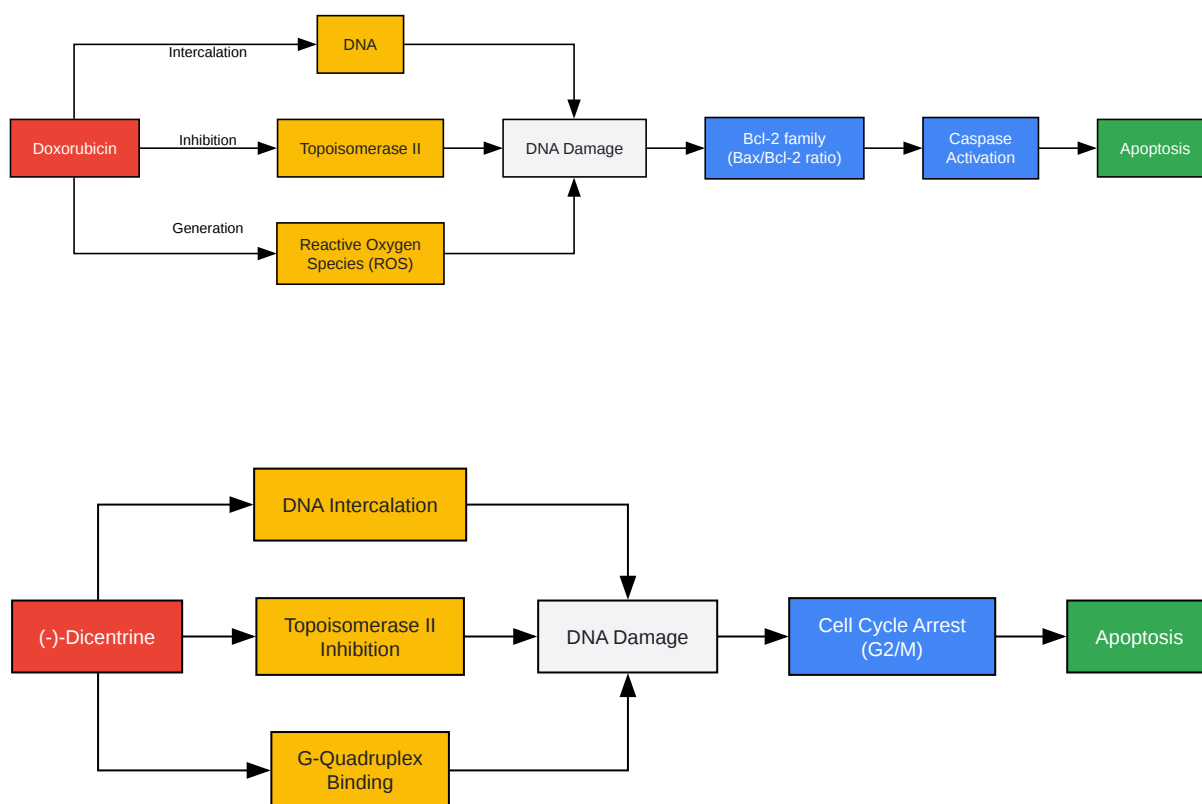 DNA
Intercalation
Doxorubicin
Inhibition
Topoisomerase II
DNA Damage
Bcl-2 family
(Bax/Bcl-2 ratio)
Caspase
Activation
Apoptosis
Generation
Reactive Oxygen
Species (ROS)
DNA Intercalation
(-)-Dicentrine
Topoisomerase II
Inhibition
DNA Damage
Cell Cycle Arrest
(G2/M)
Apoptosis
G-Quadruplex
Binding